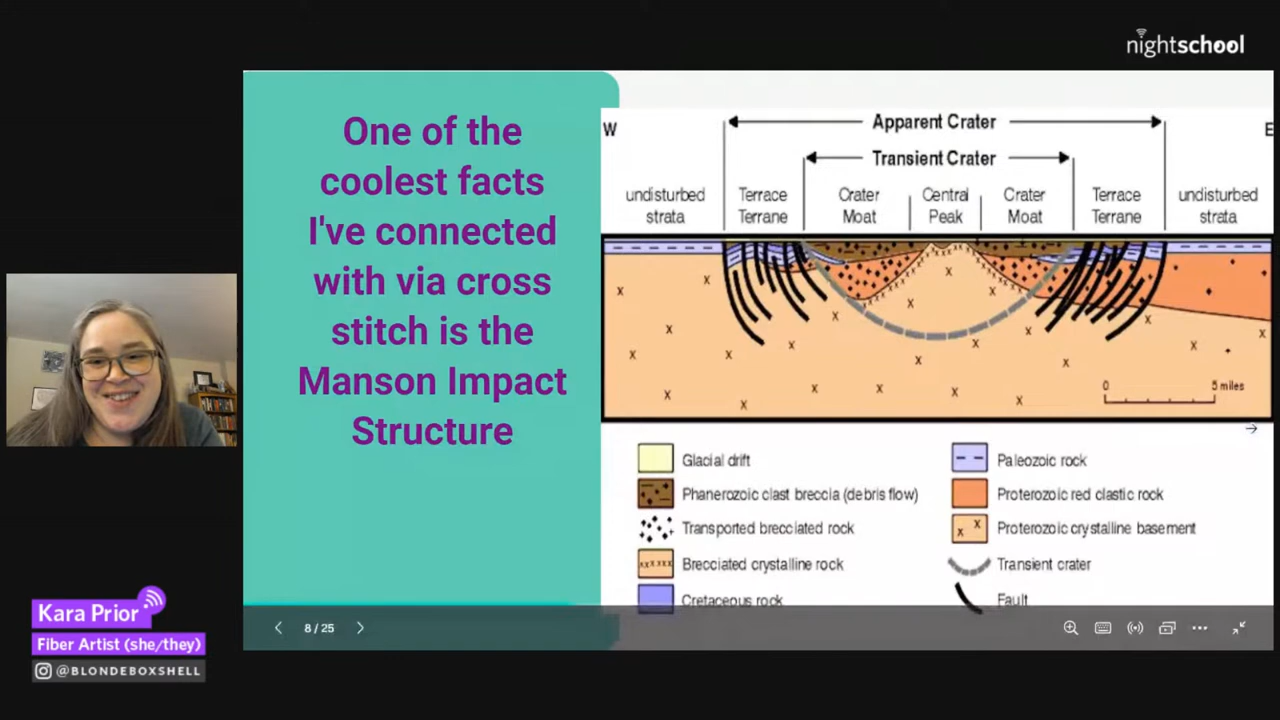 nightschool
One of the
coolest facts
I've connected
with via cross
stitch is the
Manson Impact
Structure
W
E
Apparent Crater
Transient Crater
undisturbed
strata
Terrace
Terrane
Crater
Moat
Central
Peak
Crater
Moat
Terrace
Terrane
undisturbed
strata
0
5 miles
Glacial drift
Phanerozoic clast breccia (debris flow)
Transported brecciated rock
Brecciated crystalline rock
Cretaceous rock
Paleozoic rock
Proterozoic red clastic rock
Proterozoic crystalline basement
Transient crater
Fault
8 / 25
Kara Prior
Fiber Artist (she/they)
@BLONDEBOXSHELL